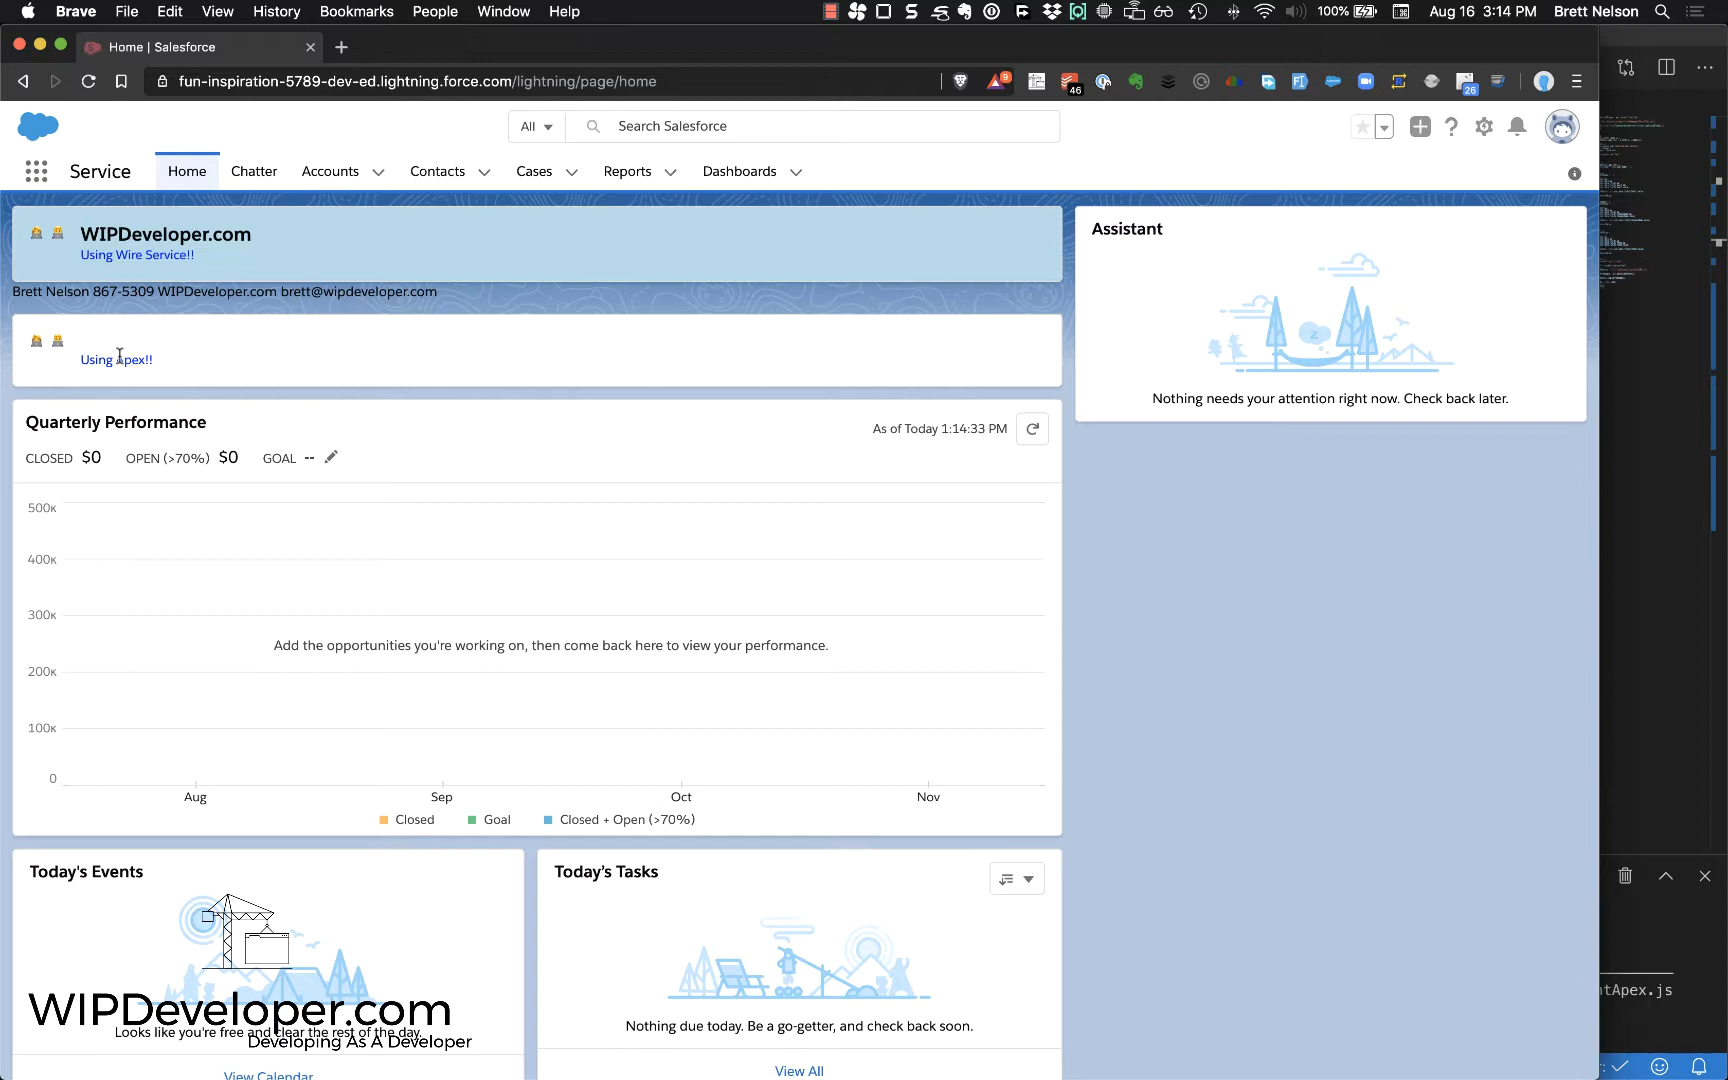 Brave File Edit View History Bookmarks People Window Help 100% Aug 16 3:14 PM Brett Nelson
Home | Salesforce
fun-inspiration-5789-dev-ed.lightning.force.com/lightning/page/home 9 46 26
All Search Salesforce
Service Home Chatter Accounts Contacts Cases Reports Dashboards
WIPDeveloper.com
Using Wire Service!!
Brett Nelson 867-5309 WIPDeveloper.com brett@wipdeveloper.com
Using Apex!!
Assistant
Nothing needs your attention right now. Check back later.
Quarterly Performance
As of Today 1:14:33 PM
CLOSED $0 OPEN (>70%) $0 GOAL --
500K
400K
300K
Add the opportunities you're working on, then come back here to view your performance.
200K
100K
0
Aug Sep Oct Nov
Closed Goal Closed + Open (>70%)
Today's Events
Looks like you're free and clear the rest of the day.
View Calendar
Today's Tasks
Nothing due today. Be a go-getter, and check back soon.
View All
WIPDeveloper.com
Developing As A Developer
ntApex.js